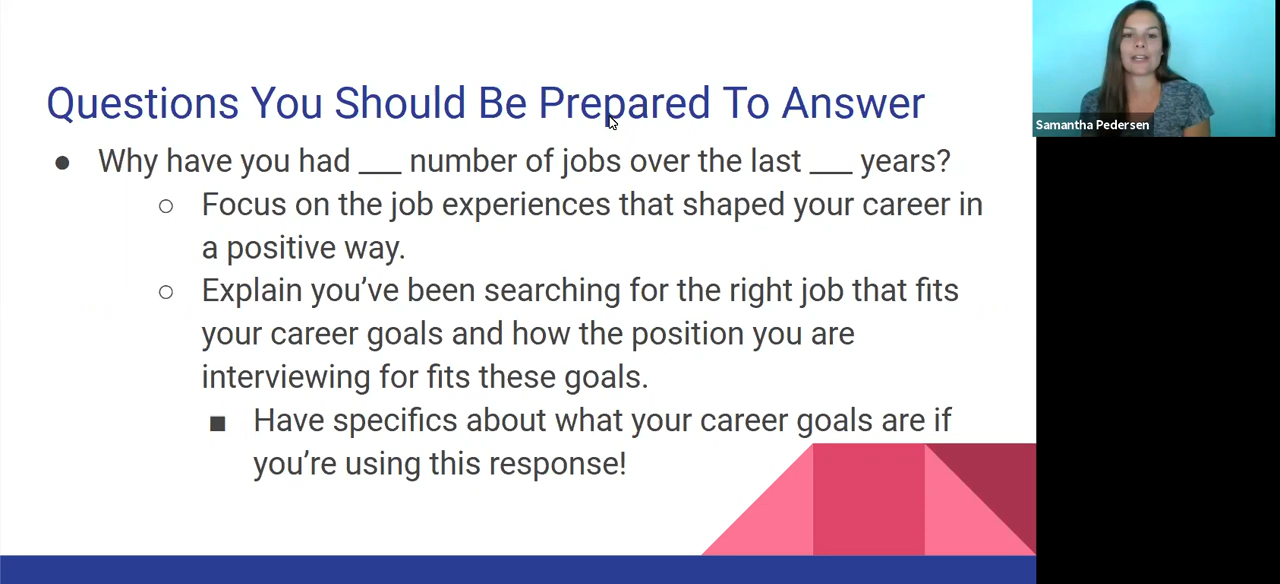 Questions You Should Be Prepared To Answer
● Why have you had ___ number of jobs over the last ___ years?
○ Focus on the job experiences that shaped your career in
a positive way.
○ Explain you’ve been searching for the right job that fits
your career goals and how the position you are
interviewing for fits these goals.
■ Have specifics about what your career goals are if
you’re using this response!
Samantha Pedersen